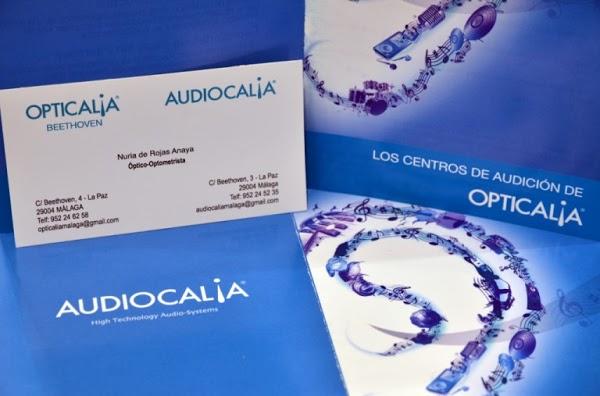 OPTICALiA®
BEETHOVEN
AUDIOCALiA®
Nuria de Rojas Anaya
Óptico-Optometrista
C/ Beethoven, 4 - La Paz
29004 MÁLAGA
Telf: 952 24 62 58
opticaliamalaga@gmail.com
C/ Beethoven, 3 - La Paz
29004 Málaga
Telf: 952 24 52 35
audiocaliamalaga@gmail.com
LOS CENTROS DE AUDICIÓN DE
OPTICALiA®
AUDIOCALiA®
High Technology Audio-Systems